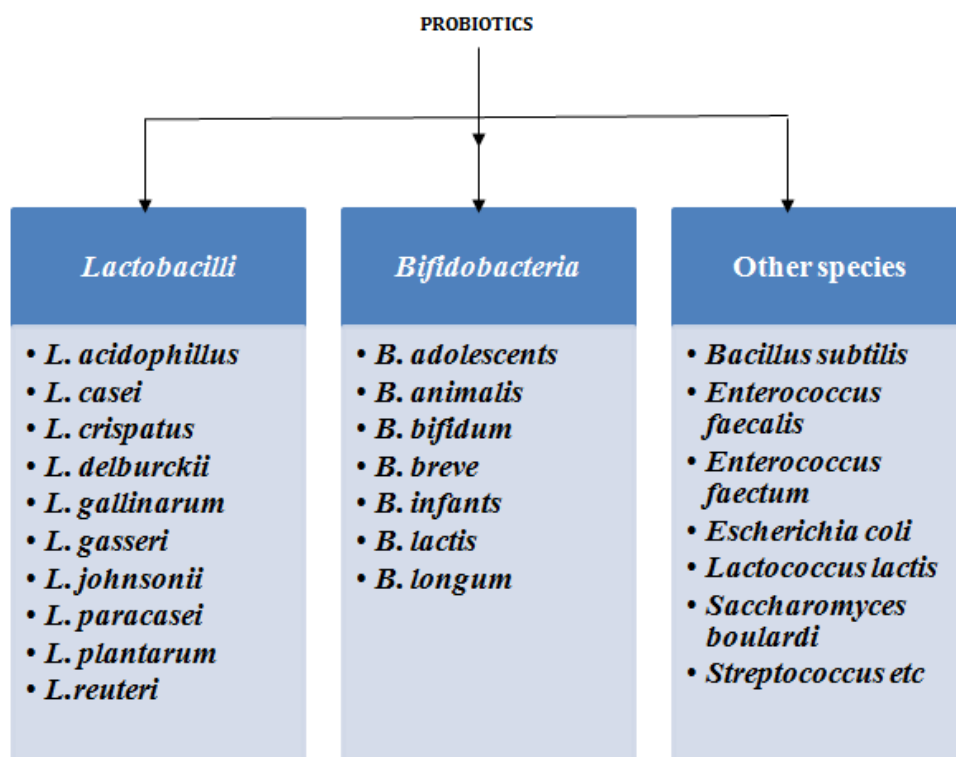 PROBIOTICS
Lactobacilli
• L. acidophillus
• L. casei
• L. crispatus
• L. delburckii
• L. gallinarum
• L. gasseri
• L. johnsonii
• L. paracasei
• L. plantarum
• L.reuteri
Bifidobacteria
• B. adolescents
• B. animalis
• B. bifidum
• B. breve
• B. infants
• B. lactis
• B. longum
Other species
• Bacillus subtilis
• Enterococcus
faecalis
• Enterococcus
faectum
• Escherichia coli
• Lactococcus lactis
• Saccharomyces
boulardi
• Streptococcus etc